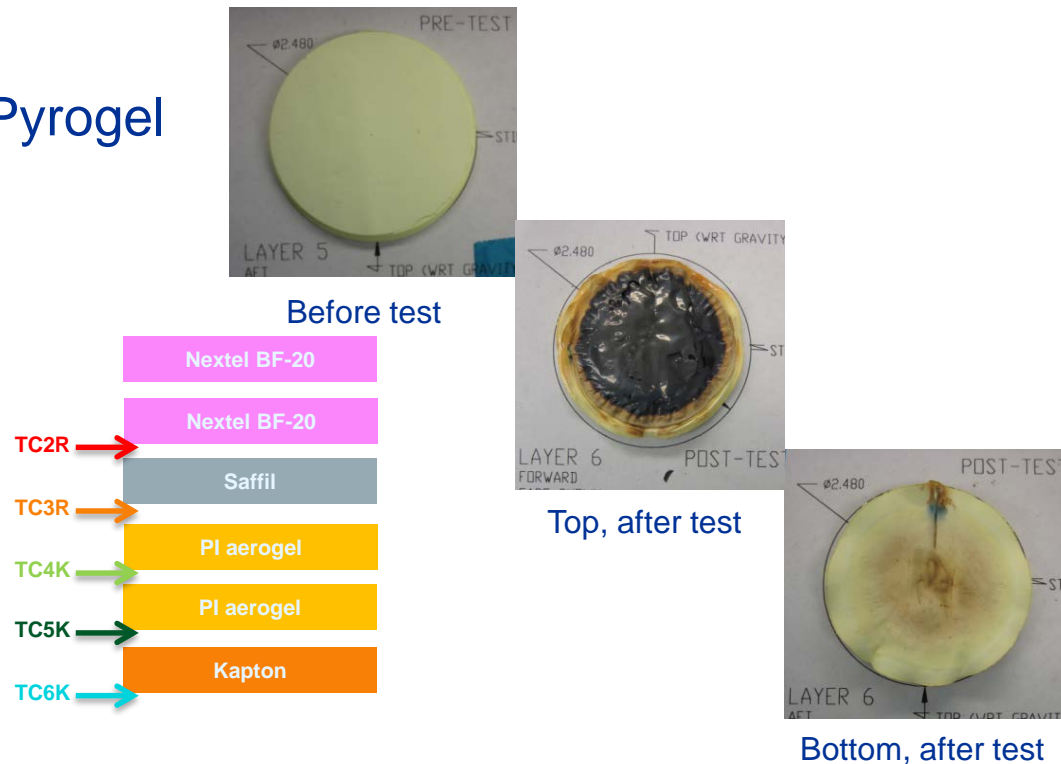 Pyrogel
PRE-TEST
ø2.480
LAYER 5
TOP (WRT GRAVITY
Before test
TOP (WRT GRAVITY
ø2.480
LAYER 6
POST-TEST
FORWARD
Top, after test
POST-TEST
ø2.480
LAYER 6
Bottom, after test
Nextel BF-20
Nextel BF-20
TC2R
Saffil
TC3R
PI aerogel
TC4K
PI aerogel
TC5K
Kapton
TC6K